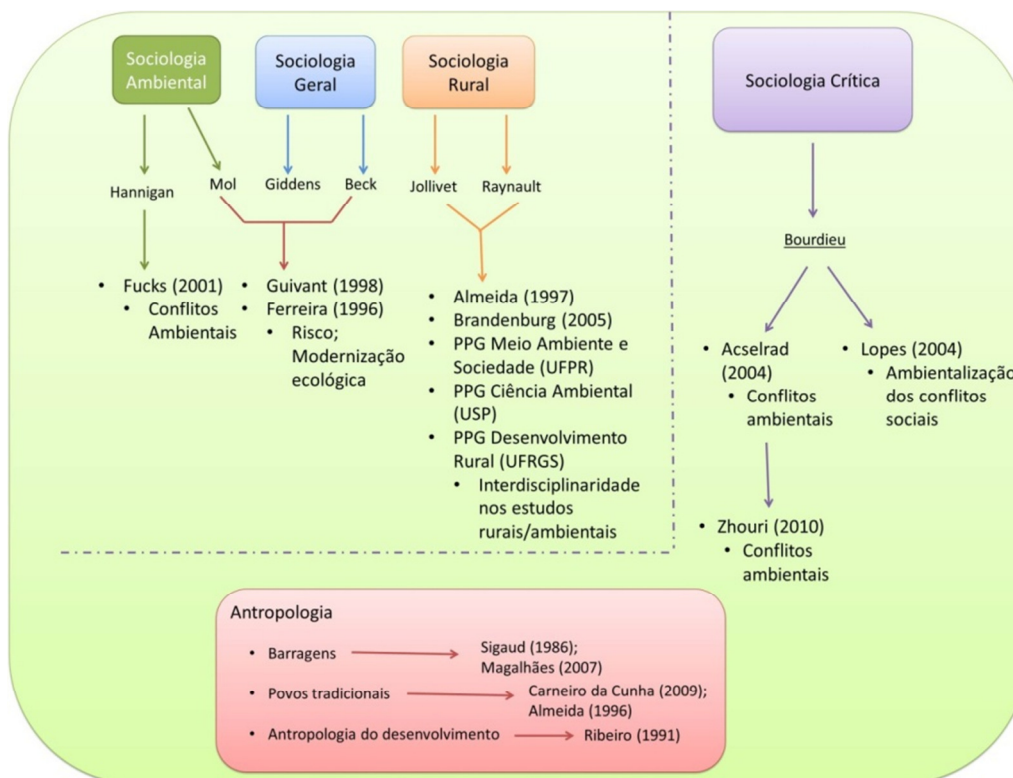 Sociologia
Ambiental
Sociologia
Geral
Sociologia
Rural
Sociologia Crítica
Hannigan
Mol
Giddens
Beck
Jollivet
Raynault
Bourdieu
• Fucks (2001)
• Conflitos
Ambientais
• Guivant (1998)
• Ferreira (1996)
• Risco;
Modernização
ecológica
• Almeida (1997)
• Brandenburg (2005)
• PPG Meio Ambiente e
Sociedade (UFPR)
• PPG Ciência Ambiental
(USP)
• PPG Desenvolvimento
Rural (UFRGS)
• Interdisciplinaridade
nos estudos
rurais/ambientais
• Acselrad
(2004)
• Conflitos
ambientais
• Lopes (2004)
• Ambientalização
dos conflitos
sociais
• Zhouri (2010)
• Conflitos
ambientais
Antropologia
• Barragens
Sigaud (1986);
Magalhães (2007)
• Povos tradicionais
Carneiro da Cunha (2009);
Almeida (1996)
• Antropologia do desenvolvimento
Ribeiro (1991)